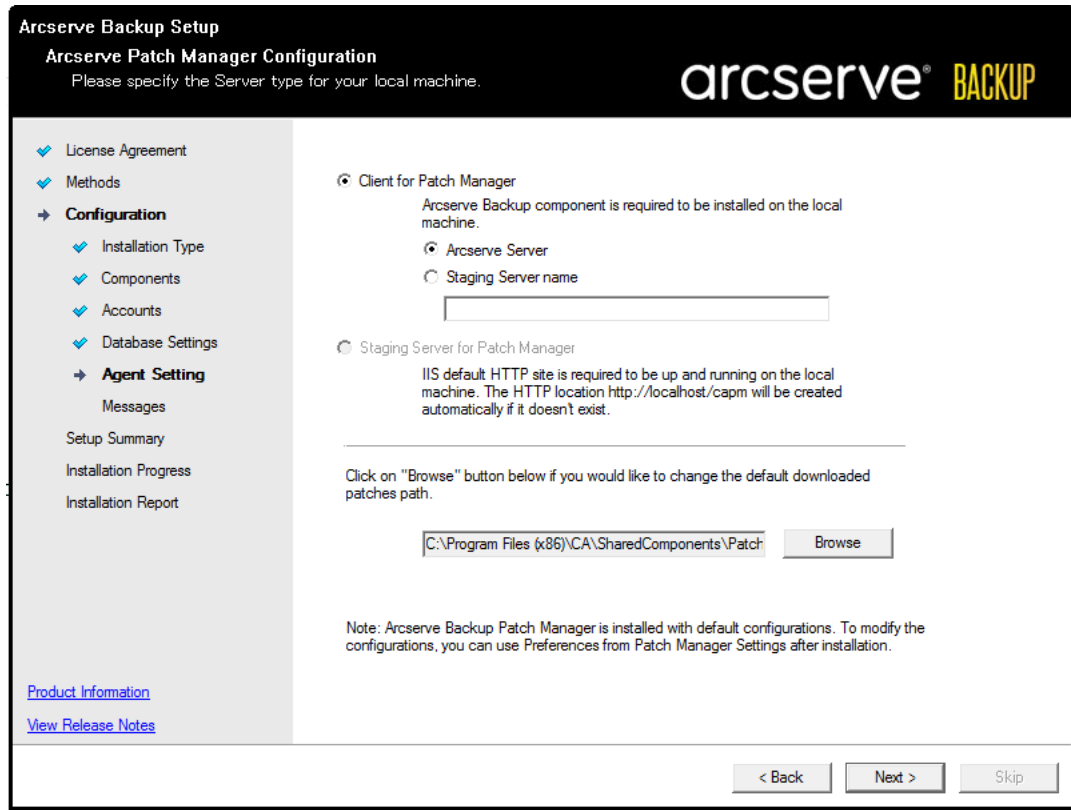 Arcserve Backup Setup
Arcserve Patch Manager Configuration
Please specify the Server type for your local machine.
arcserve® BACKUP
License Agreement
Methods
Configuration
Installation Type
Components
Accounts
Database Settings
Agent Setting
Messages
Setup Summary
Installation Progress
Installation Report
Product Information
View Release Notes
Client for Patch Manager
Arcserve Backup component is required to be installed on the local
machine.
Arcserve Server
Staging Server name
Staging Server for Patch Manager
IIS default HTTP site is required to be up and running on the local
machine. The HTTP location http://localhost/capm will be created
automatically if it doesn't exist.
Click on "Browse" button below if you would like to change the default downloaded
patches path.
C:\Program Files (x86)\CA\SharedComponents\Patch
Browse
Note: Arcserve Backup Patch Manager is installed with default configurations. To modify the
configurations, you can use Preferences from Patch Manager Settings after installation.
< Back
Next >
Skip